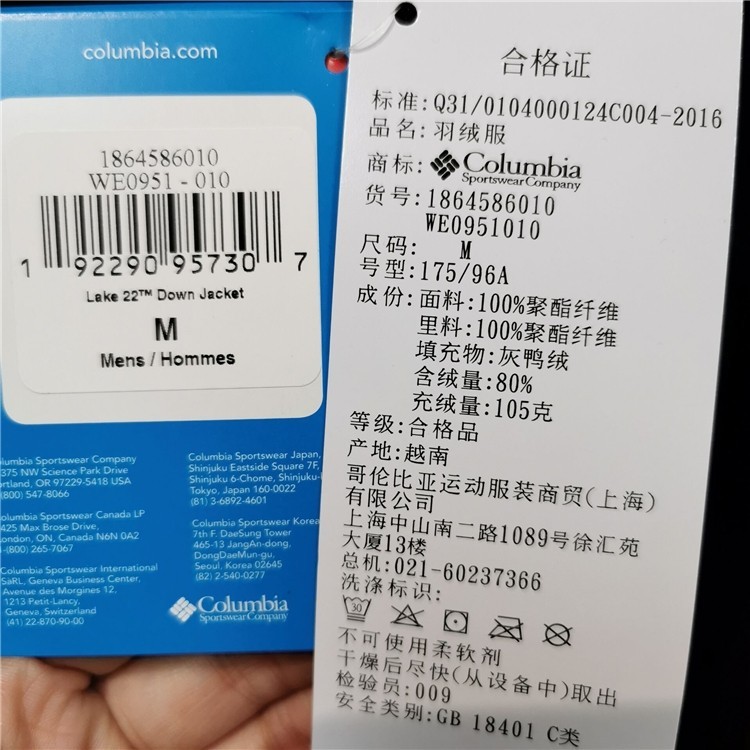 columbia.com
1864586010
WE0951 - 010
1 92290 95730 7
Lake 22™ Down Jacket
M
Mens / Hommes
Columbia Sportswear Company
375 NW Science Park Drive
rtland, OR 97229-5418 USA
(800) 547-8066
olumbia Sportswear Canada LP
425 Max Brose Drive,
ondon, ON, Canada N6N 0A2
(800) 265-7067
Columbia Sportswear International
SàRL, Geneva Business Center,
Avenue des Morgines 12,
1213 Petit-Lancy,
Geneva, Switzerland
(41) 22-870-90-00
Columbia Sportswear Japan,
Shinjuku Eastside Square 7F,
Shinjuku 6-Chome, Shinjuku-
Tokyo, Japan 160-0022
(81) 3-6892-4601
Columbia Sportswear Korea
7th F. DaeSung Tower
465-13 JangAn-dong,
DongDaeMun-gu,
Seoul, Korea 02645
(82) 2-540-0277
Columbia
Sportswear Company
合格证
标准:Q31/0104000124C004-2016
品名:羽绒服
商标:Columbia
Sportswear Company
货号:1864586010
WE0951010
尺码: M
号型:175/96A
成份:面料:100%聚酯纤维
里料:100%聚酯纤维
填充物:灰鸭绒
含绒量:80%
充绒量:105克
等级:合格品
产地:越南
哥伦比亚运动服装商贸(上海)
有限公司
上海中山南二路1089号徐汇苑
大厦13楼
总机:021-60237366
洗涤标识:
30
不可使用柔软剂
干燥后尽快(从设备中)取出
检验员:009
安全类别:GB 18401 C类